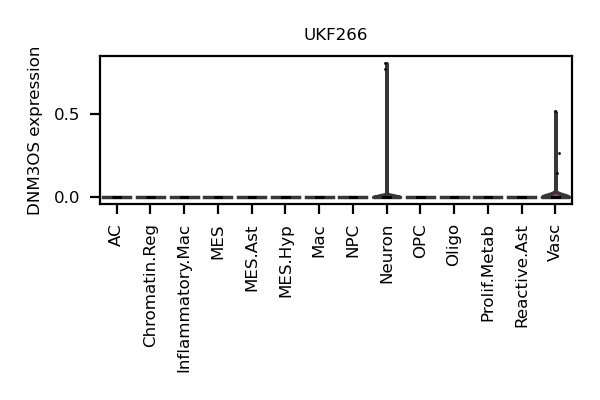 UKF266
DNM3OS expression
0.5
0.0
AC
Chromatin.Reg
Inflammatory.Mac
MES
MES.Ast
MES.Hyp
Mac
NPC
Neuron
OPC
Oligo
Prolif.Metab
Reactive.Ast
Vasc